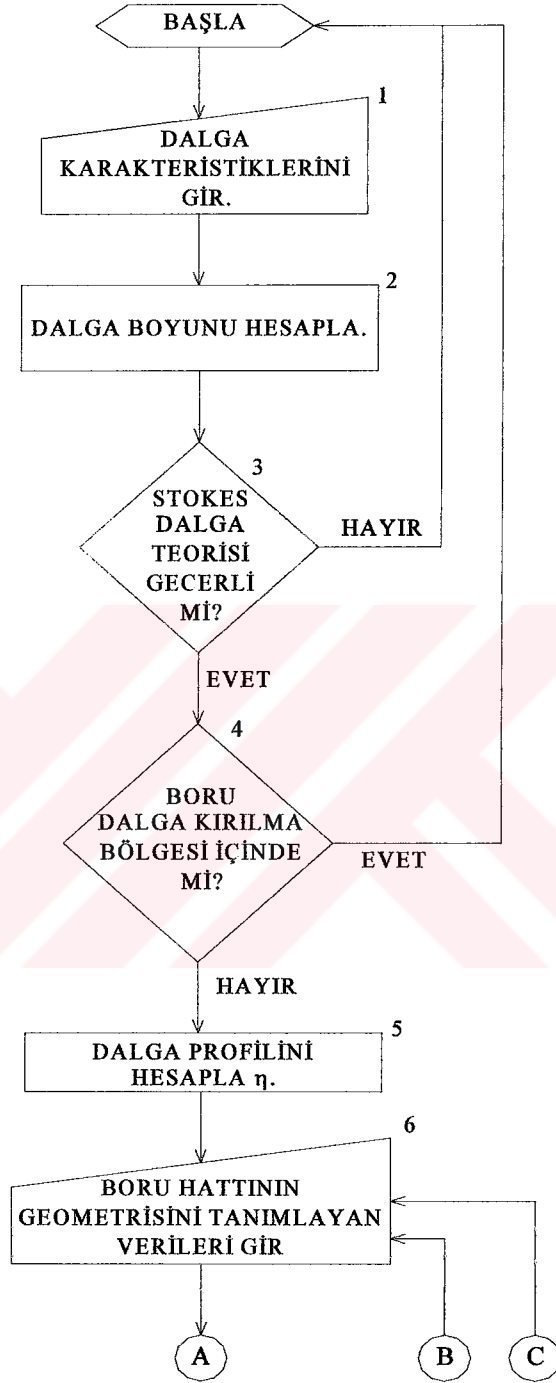 BAŞLA
1
DALGA
KARAKTERİSTİKLERİNİ
GİR.
2
DALGA BOYUNU HESAPLA.
3
STOKES
DALGA
TEORİSİ
GECERLİ
Mİ?
HAYIR
EVET
4
BORU
DALGA KIRILMA
BÖLGESİ İÇİNDE
Mİ?
EVET
HAYIR
5
DALGA PROFİLİNİ
HESAPLA η.
6
BORU HATTININ
GEOMETRİSİNİ TANIMLAYAN
VERİLERİ GİR
A
B
C